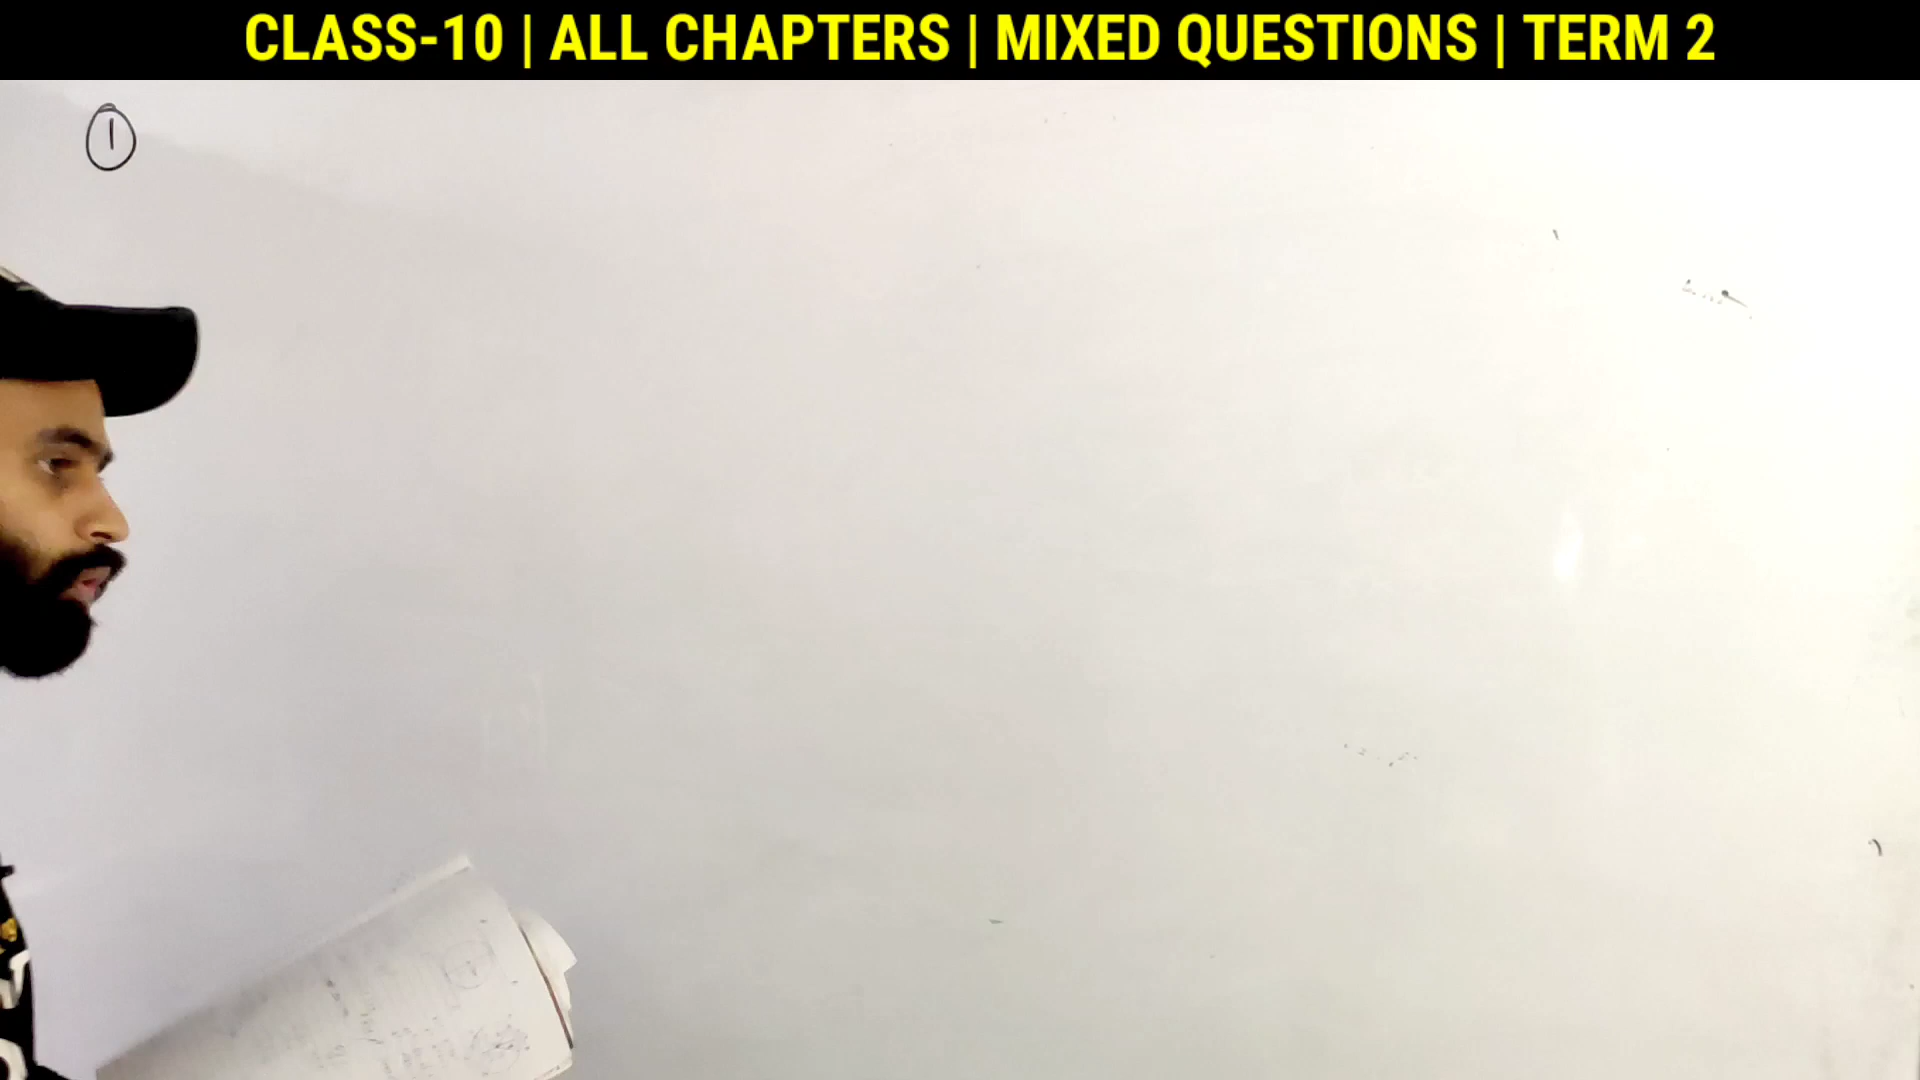 CLASS-10 | ALL CHAPTERS | MIXED QUESTIONS | TERM 2
1